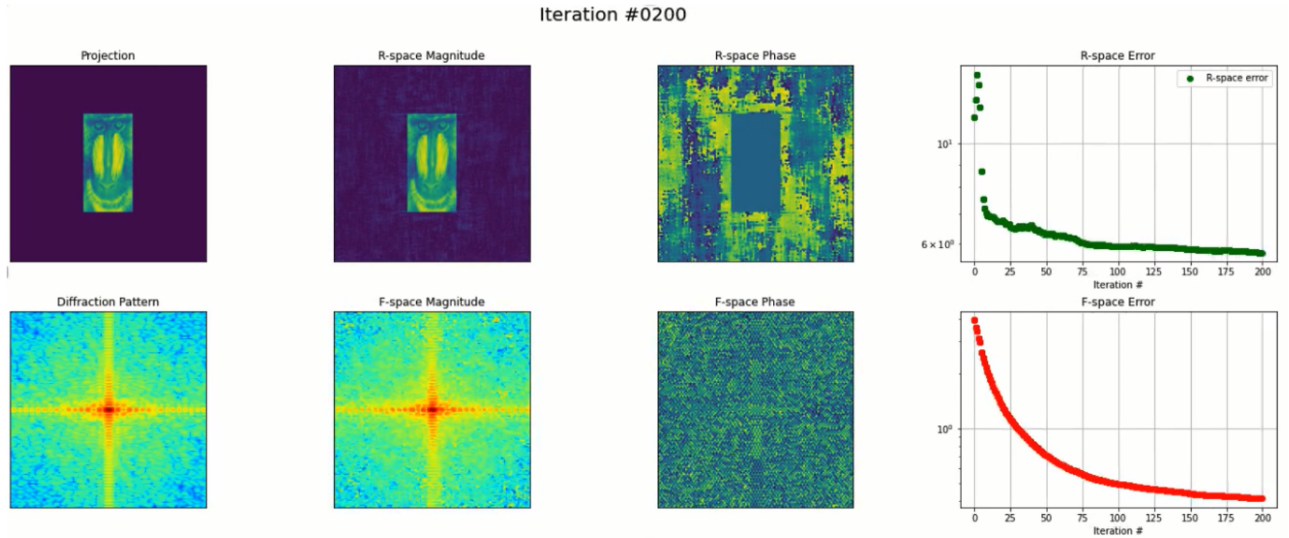 Iteration #0200
Projection
R-space Magnitude
R-space Phase
R-space Error
R-space error
10¹
6 × 10⁰
0 25 50 75 100 125 150 175 200
Iteration #
Diffraction Pattern
F-space Magnitude
F-space Phase
F-space Error
10⁰
0 25 50 75 100 125 150 175 200
Iteration #